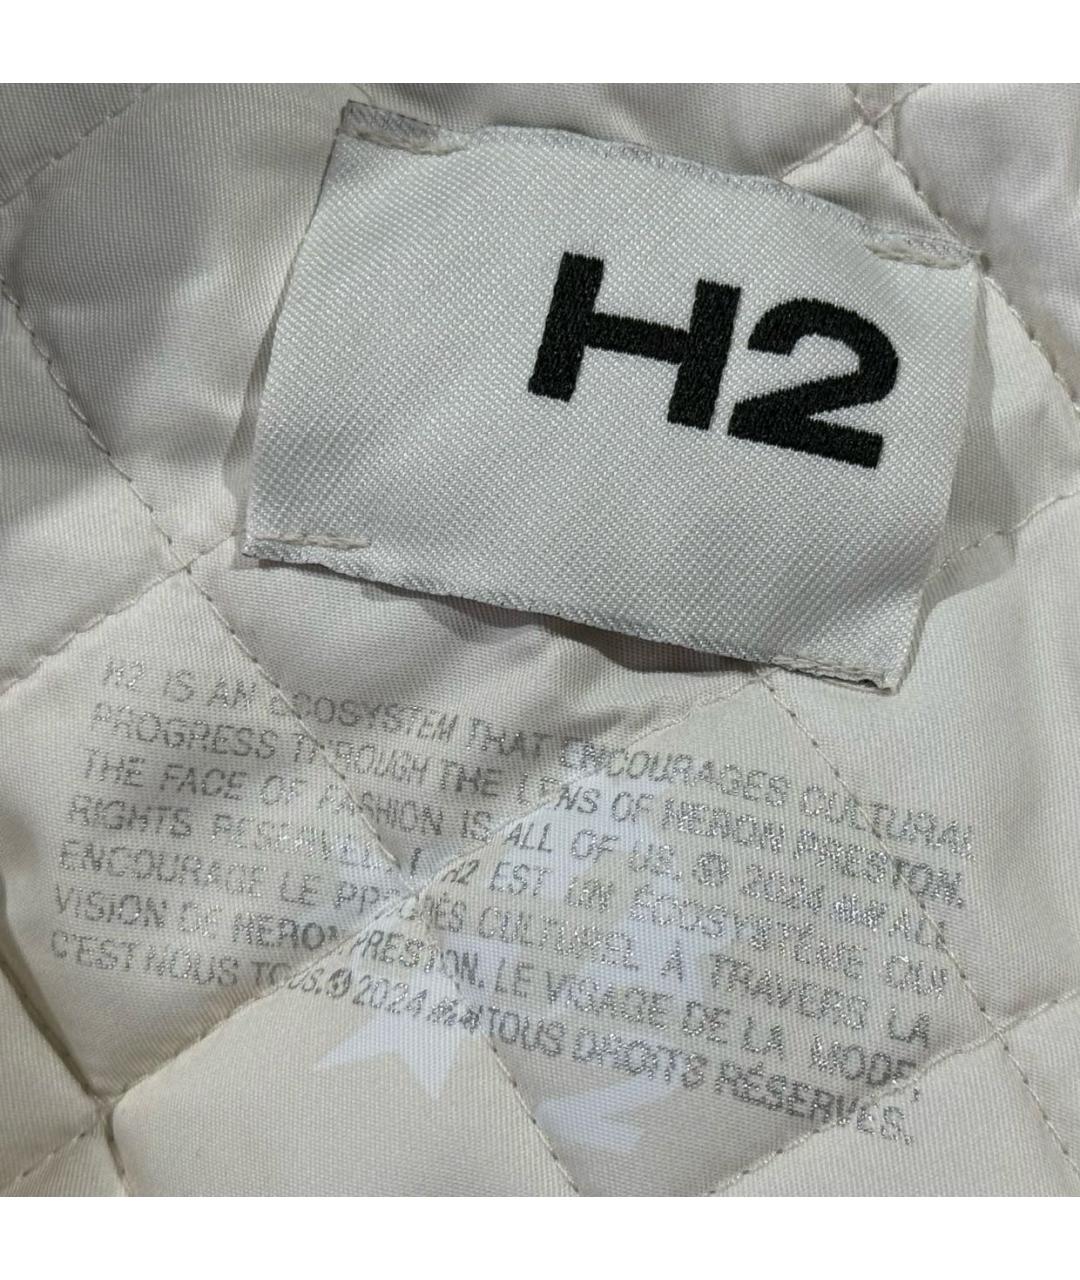 H2
H2 IS AN ECOSYSTEM THAT ENCOURAGES CULTURAL
PROGRESS THROUGH THE LENS OF HERON PRESTON.
THE FACE OF FASHION IS ALL OF US. © 2024 ALL
RIGHTS RESERVED. H2 EST UN ÉCOSYSTÈME QUI
ENCOURAGE LE PROGRÈS CULTUREL À TRAVERS LA
VISION DE HERON PRESTON. LE VISAGE DE LA MODE,
C'EST NOUS TOUS. © 2024 TOUS DROITS RÉSERVÉS.